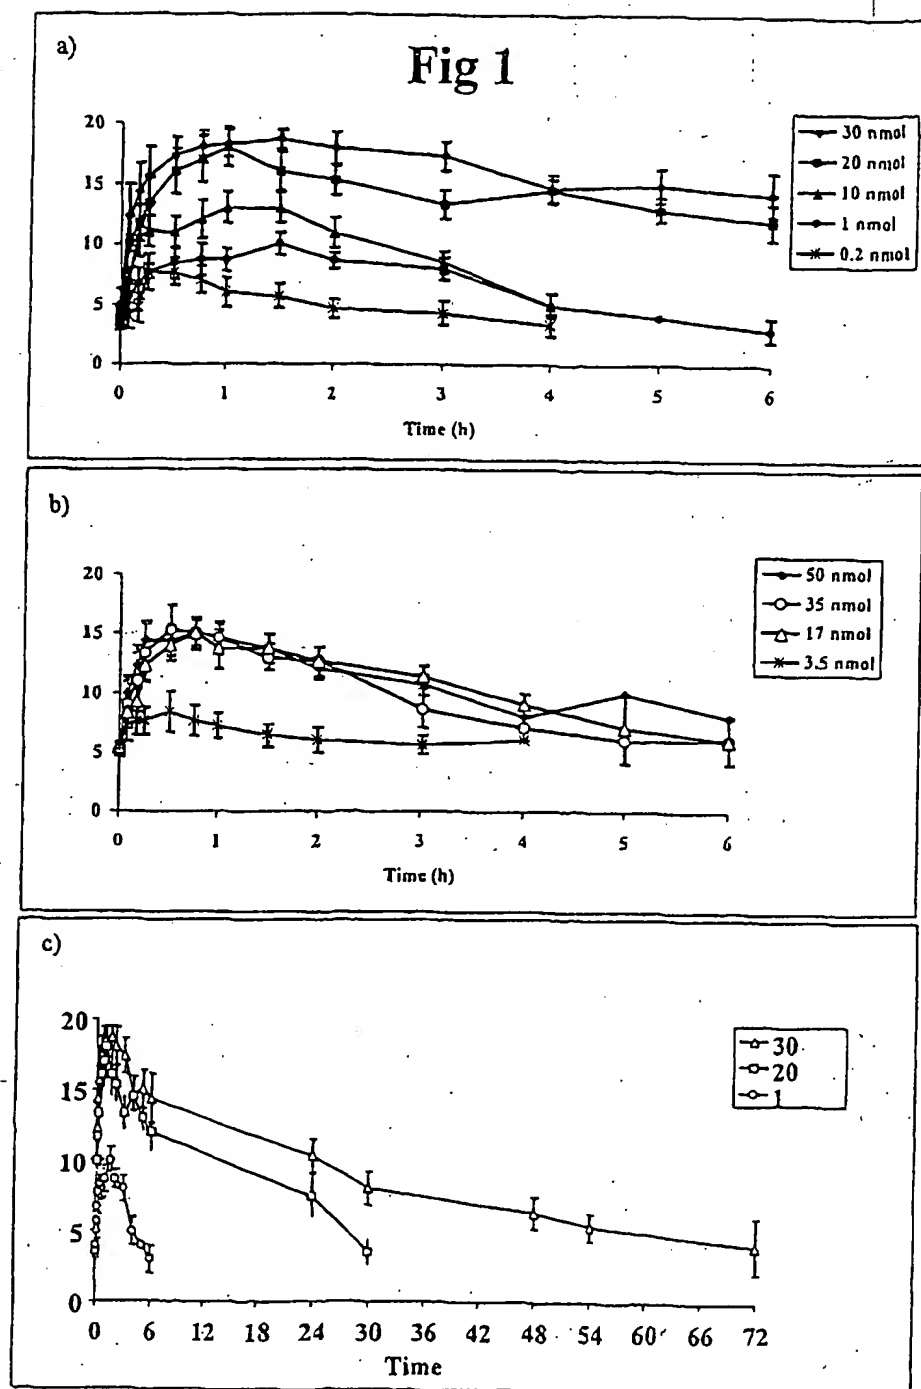 a)
Fig 1
20
15
10
5
0
0 1 2 3 4 5 6
Time (h)
30 nmol
20 nmol
10 nmol
1 nmol
0.2 nmol
b)
20
15
10
5
0
0 1 2 3 4 5 6
Time (h)
50 nmol
35 nmol
17 nmol
3.5 nmol
c)
20
15
10
5
0
0 6 12 18 24 30 36 42 48 54 60 66 72
Time
30
20
1